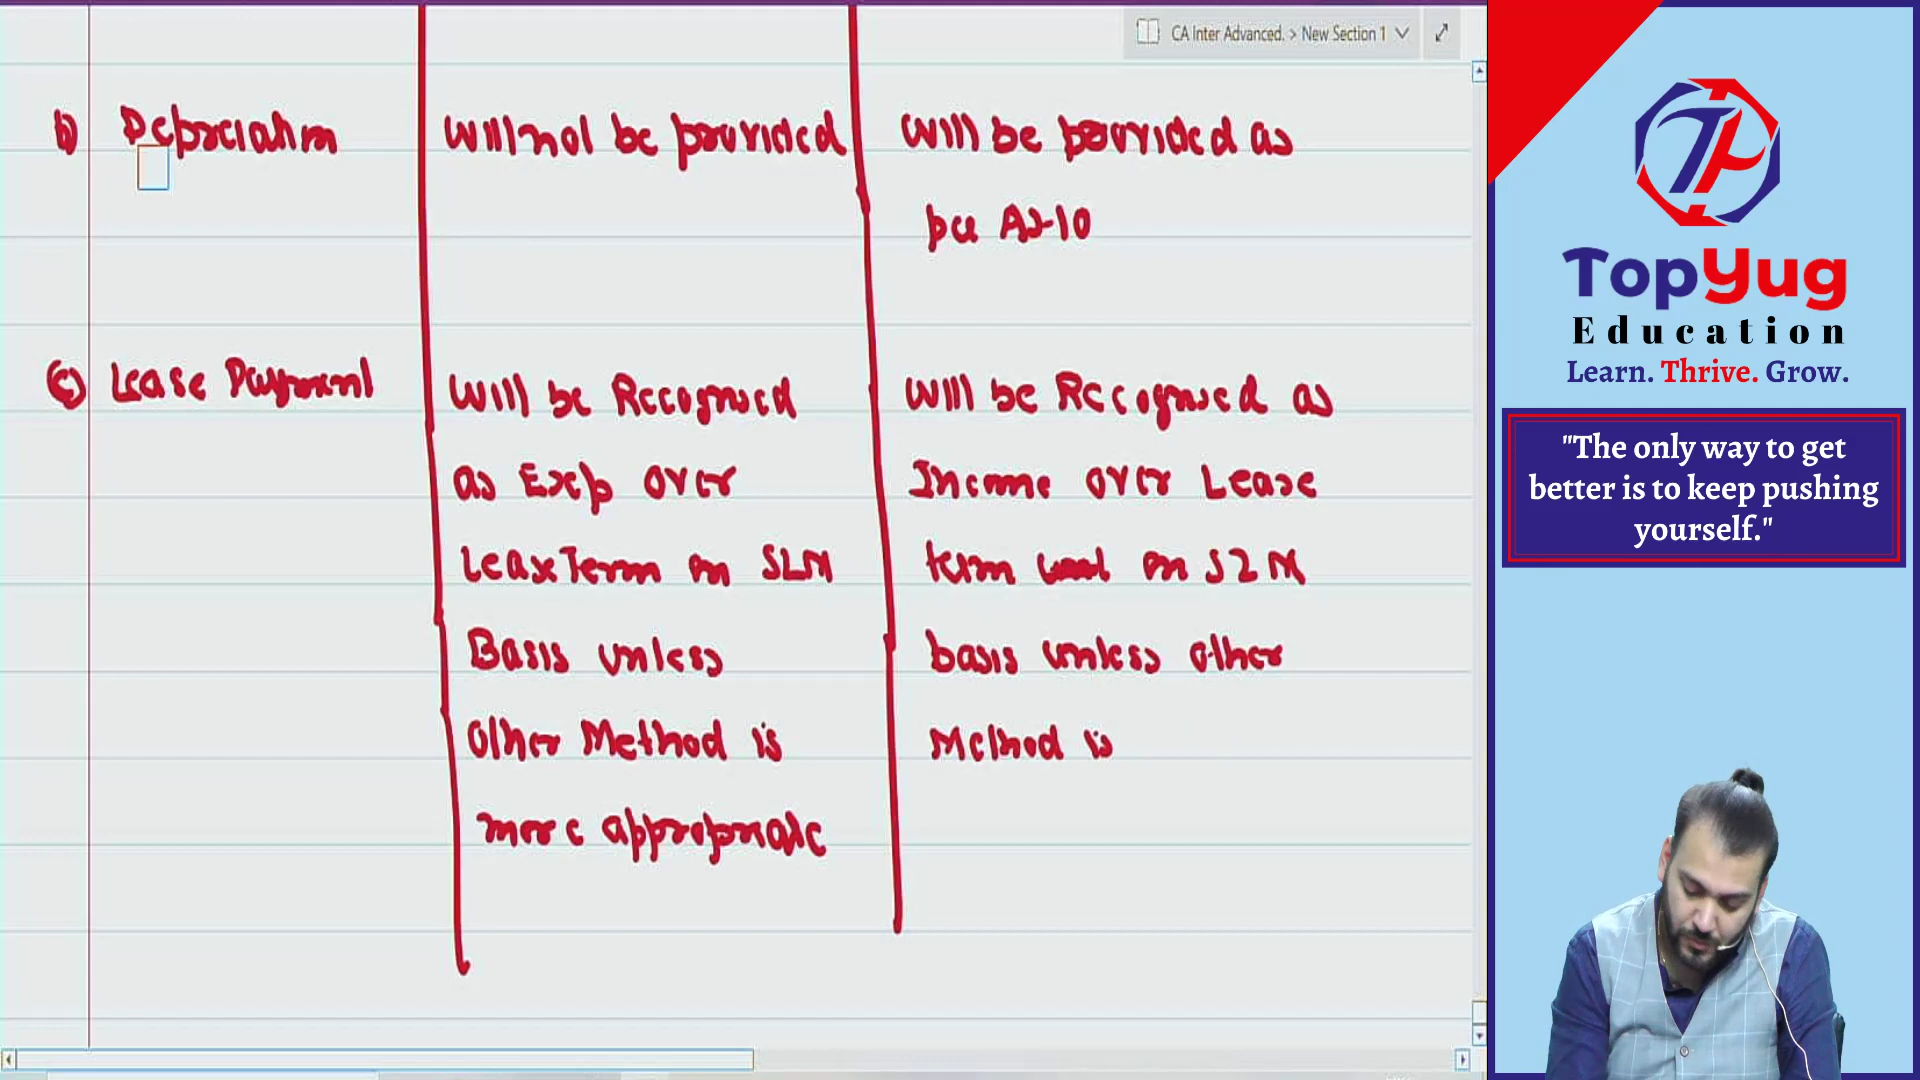 CA Inter Advanced. > New Section 1
b) Depreciation
will not be provided
will be provided as
per AS-10
c) Lease Payment
will be Recognised
as Exp over
Lease Term on SLM
Basis unless
other Method is
more appropriate
will be Recognised as
Income over Lease
term on SLM
basis unless other
Method is
TopYug
Education
Learn. Thrive. Grow.
"The only way to get
better is to keep pushing
yourself."